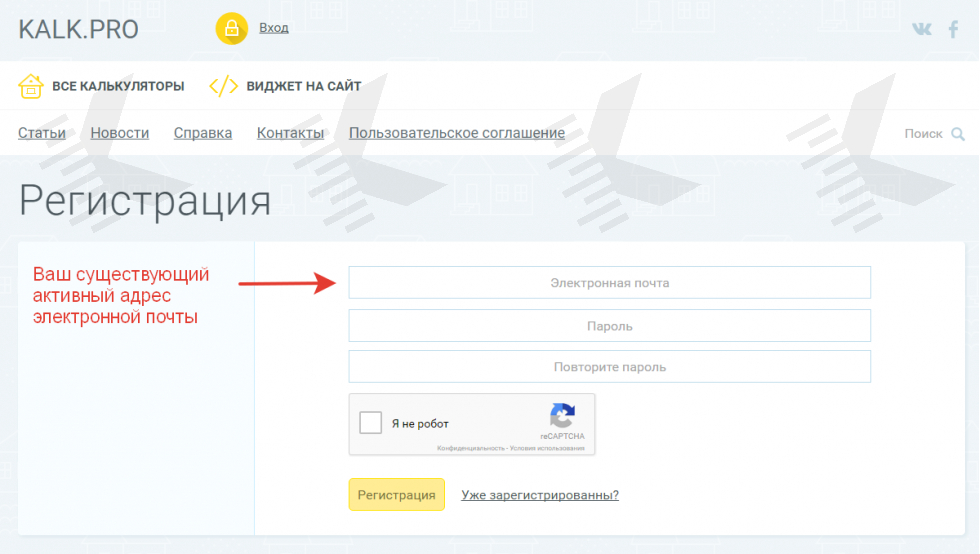 KALK.PRO
Вход
ВСЕ КАЛЬКУЛЯТОРЫ
ВИДЖЕТ НА САЙТ
Статьи Новости Справка Контакты Пользовательское соглашение Поиск
Регистрация
Ваш существующий
активный адрес
электронной почты
Электронная почта
Пароль
Повторите пароль
Я не робот
reCAPTCHA
Конфиденциальность - Условия использования
Регистрация
Уже зарегистрированны?